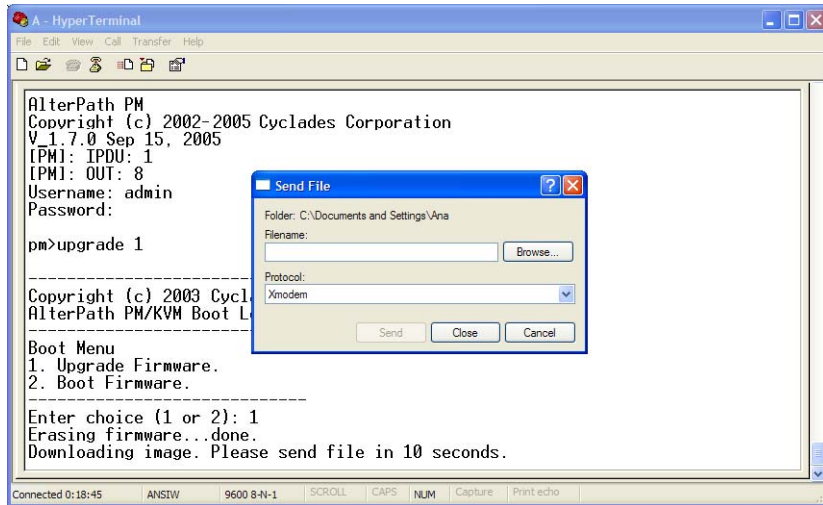 A - HyperTerminal
File Edit View Call Transfer Help
AlterPath PM
Copyright (c) 2002-2005 Cyclades Corporation
V_1.7.0 Sep 15, 2005
[PM]: IPDU: 1
[PM]: OUT: 8
Username: admin
Password:
pm>upgrade 1
------------------------------
Copyright (c) 2003 Cycl
AlterPath PM/KVM Boot L
------------------------------
Boot Menu
1. Upgrade Firmware.
2. Boot Firmware.
------------------------------
Enter choice (1 or 2): 1
Erasing firmware...done.
Downloading image. Please send file in 10 seconds.
Send File
Folder: C:\Documents and Settings\Ana
Filename:
Browse...
Protocol:
Xmodem
Send Close Cancel
Connected 0:18:45 ANSIW 9600 8-N-1 SCROLL CAPS NUM Capture Print echo